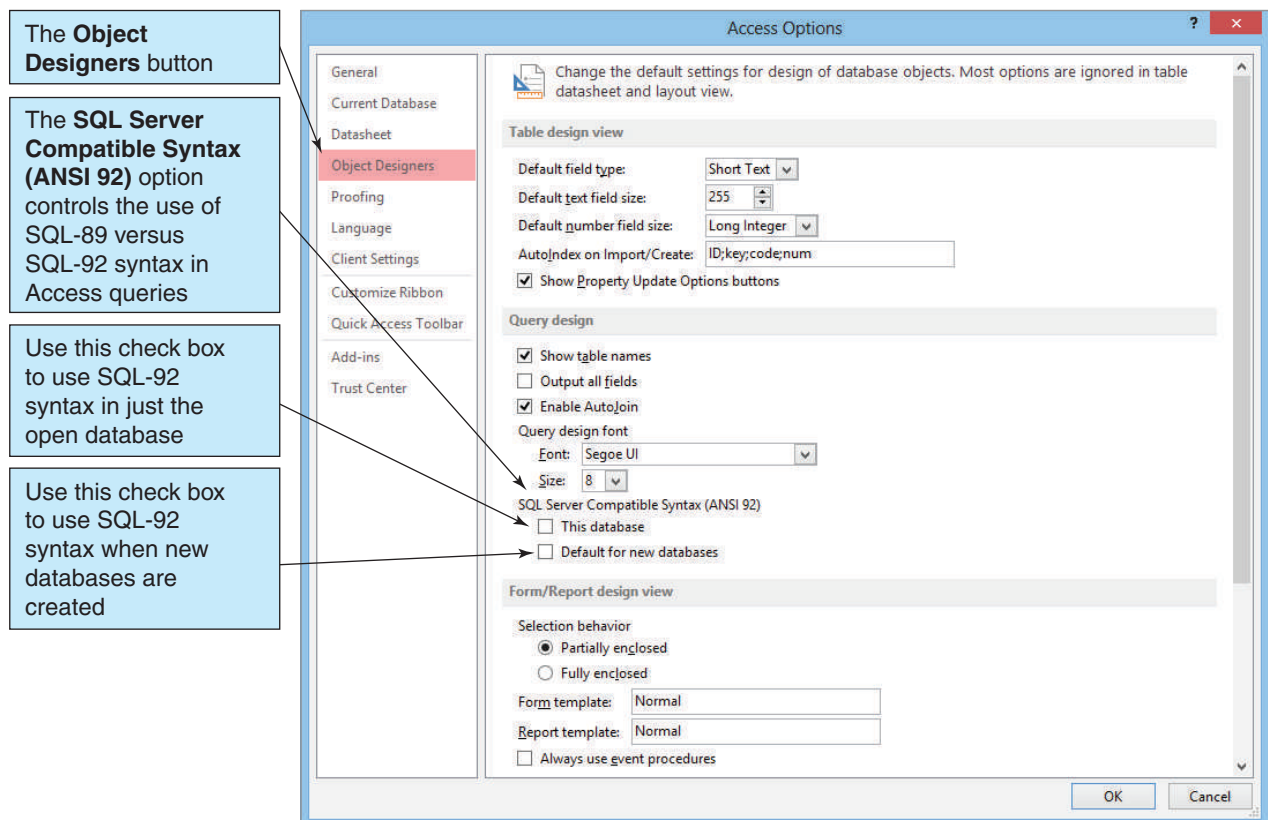 The Object
Designers button
The SQL Server
Compatible Syntax
(ANSI 92) option
controls the use of
SQL-89 versus
SQL-92 syntax in
Access queries
Use this check box
to use SQL-92
syntax in just the
open database
Use this check box
to use SQL-92
syntax when new
databases are
created
Access Options
?
General
Current Database
Datasheet
Object Designers
Proofing
Language
Client Settings
Customize Ribbon
Quick Access Toolbar
Add-ins
Trust Center
Change the default settings for design of database objects. Most options are ignored in table
datasheet and layout view.
Table design view
Default field type: Short Text
Default text field size: 255
Default number field size: Long Integer
AutoIndex on Import/Create: ID;key;code;num
Show Property Update Options buttons
Query design
Show table names
Output all fields
Enable AutoJoin
Query design font
Font: Segoe UI
Size: 8
SQL Server Compatible Syntax (ANSI 92)
This database
Default for new databases
Form/Report design view
Selection behavior
Partially enclosed
Fully enclosed
Form template: Normal
Report template: Normal
Always use event procedures
OK Cancel